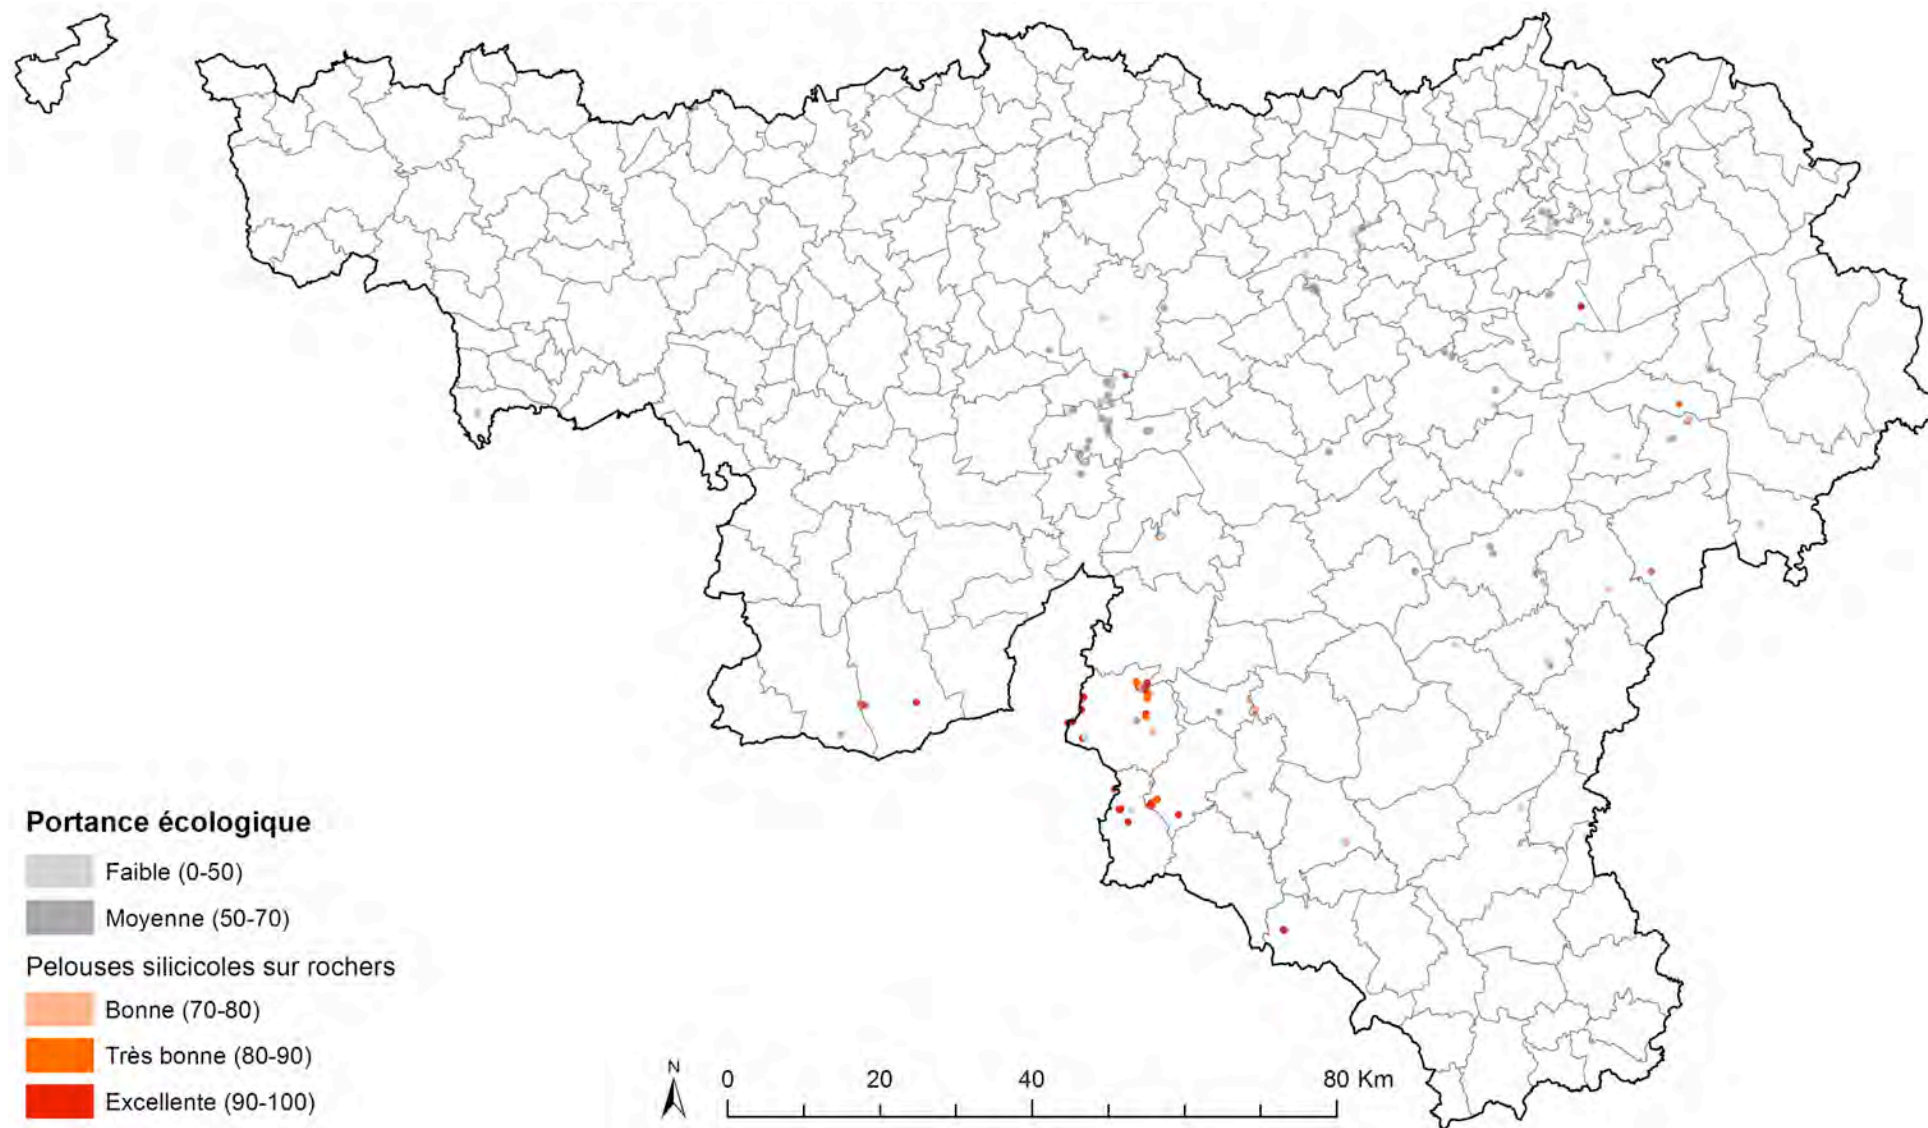 Portance écologique
Faible (0-50)
Moyenne (50-70)
Pelouses silicicoles sur rochers
Bonne (70-80)
Très bonne (80-90)
Excellente (90-100)
N
0 20 40 80 Km